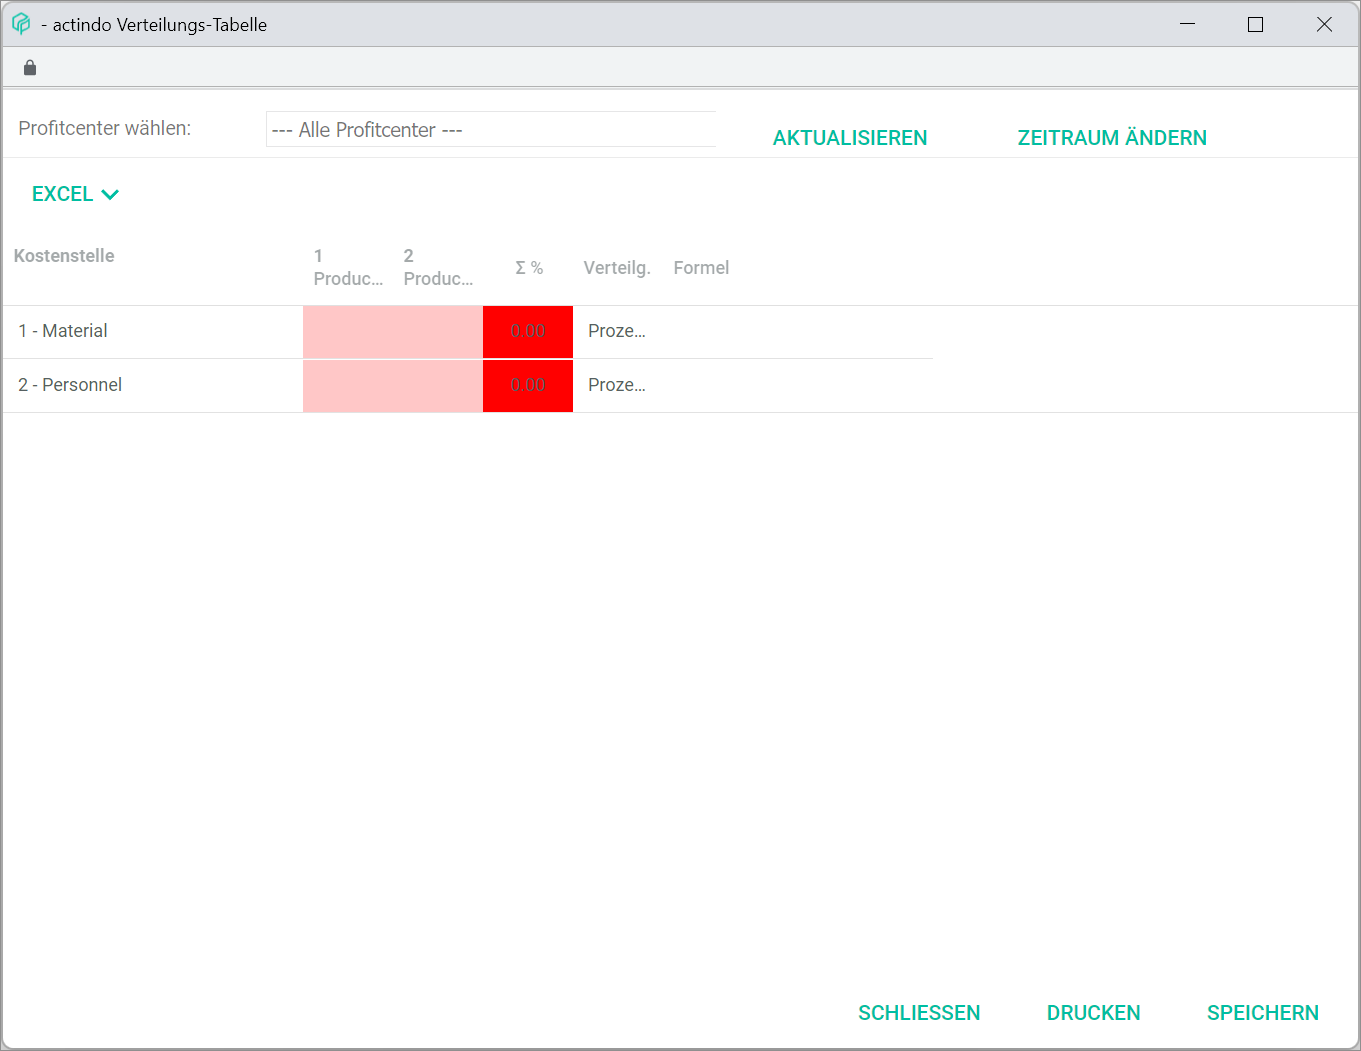 - actindo Verteilungs-Tabelle
Profitcenter wählen:
--- Alle Profitcenter ---
AKTUALISIEREN
ZEITRAUM ÄNDERN
EXCEL
Kostenstelle
1 Produc...
2 Produc...
Σ %
Verteilg.
Formel
1 - Material
0.00
Proze...
2 - Personnel
0.00
Proze...
SCHLIESSEN
DRUCKEN
SPEICHERN